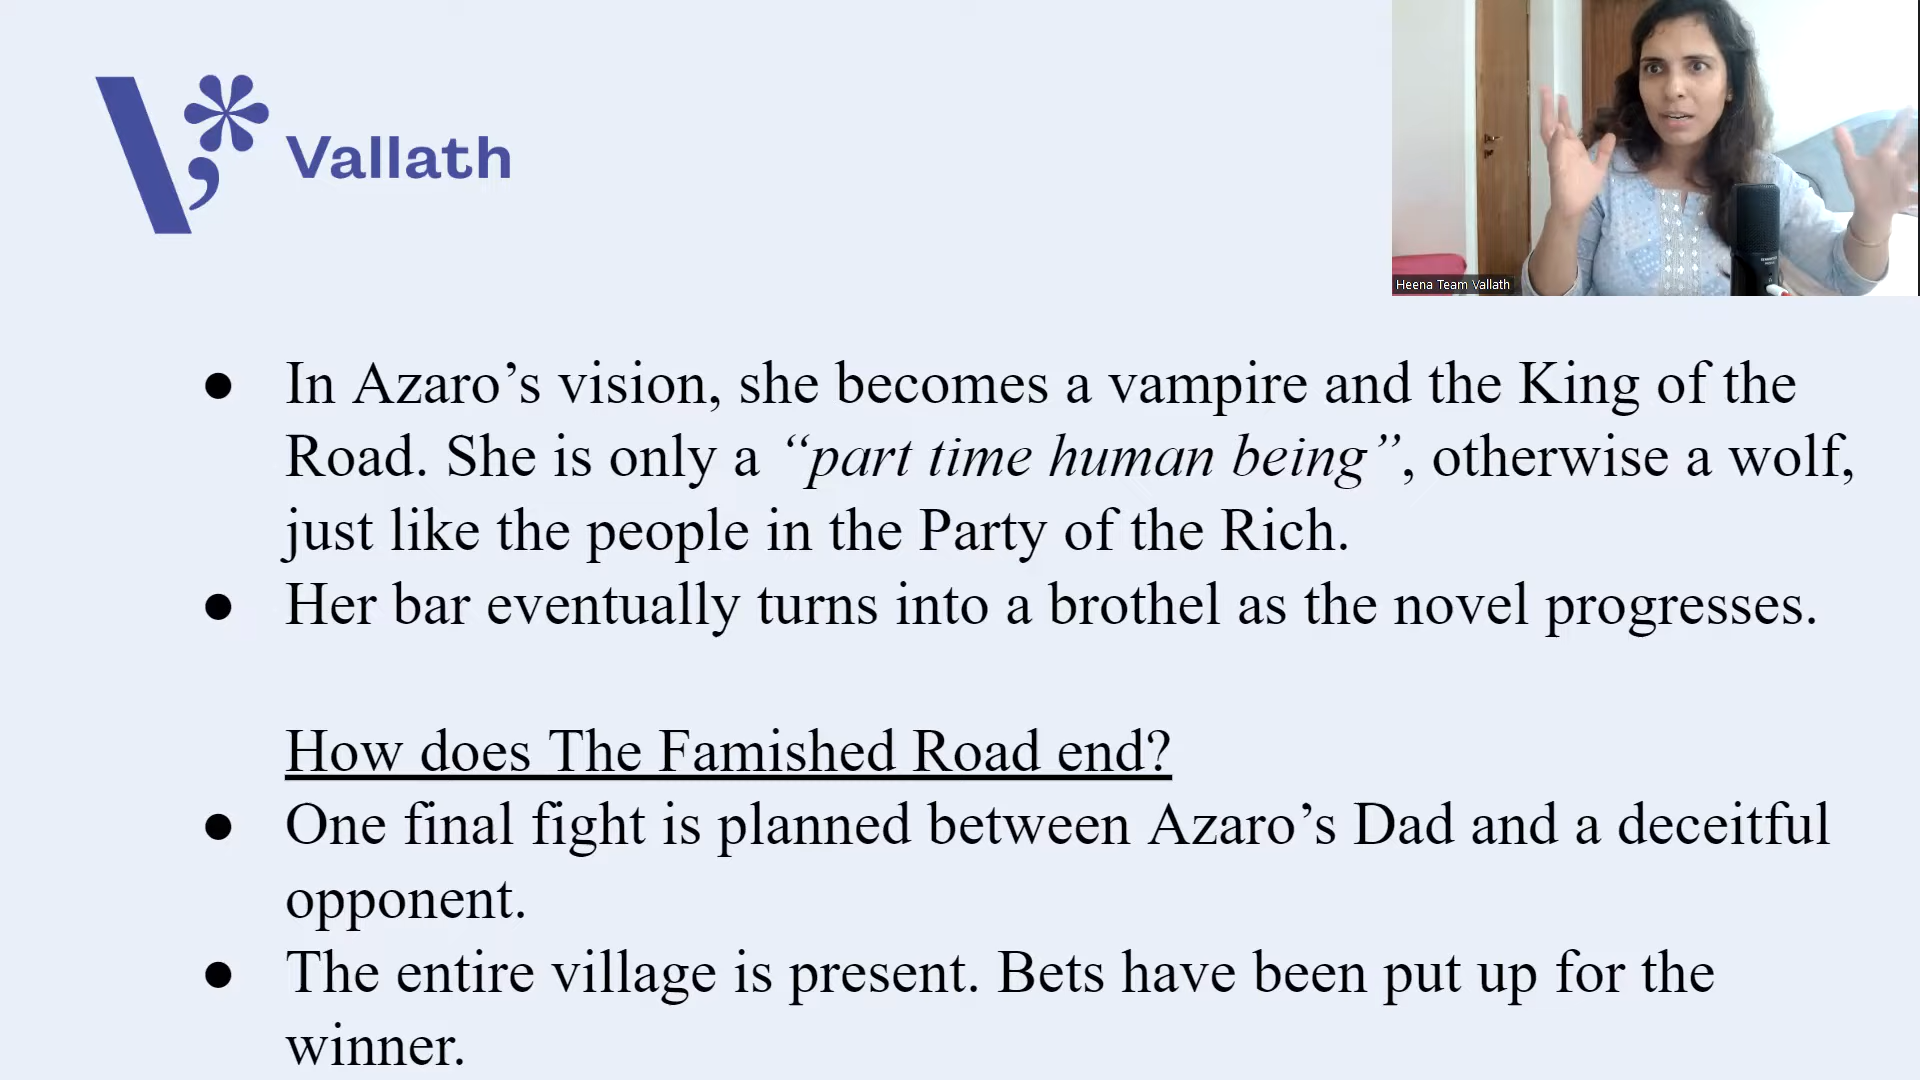 Vallath
Heena Team Vallath
● In Azaro’s vision, she becomes a vampire and the King of the
Road. She is only a “part time human being”, otherwise a wolf,
just like the people in the Party of the Rich.
● Her bar eventually turns into a brothel as the novel progresses.
How does The Famished Road end?
● One final fight is planned between Azaro’s Dad and a deceitful
opponent.
● The entire village is present. Bets have been put up for the
winner.